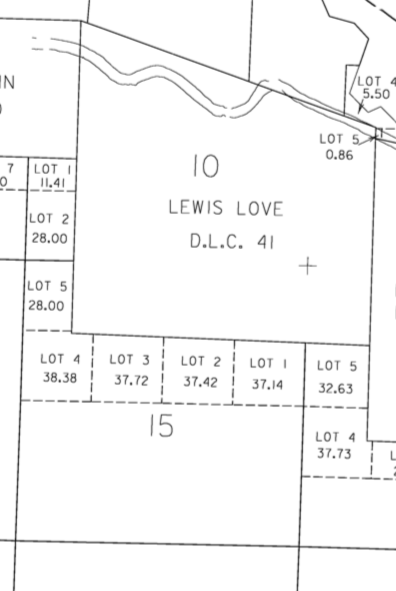 IN
LOT 4
5.50
LOT 5
0.86
7
LOT 1
11.41
10
LEWIS LOVE
D.L.C. 41
LOT 2
28.00
LOT 5
28.00
LOT 4
38.38
LOT 3
37.72
LOT 2
37.42
LOT 1
37.14
LOT 5
32.63
15
LOT 4
37.73